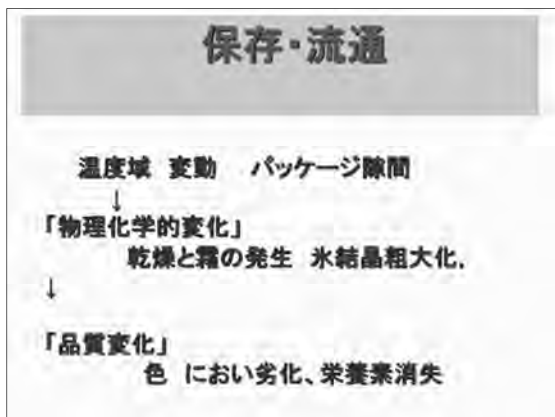 保存・流通
温度域 変動 パッケージ隙間
↓
「物理化学的変化」
乾燥と霜の発生 氷結晶粗大化.
↓
「品質変化」
色 におい劣化、栄養素消失